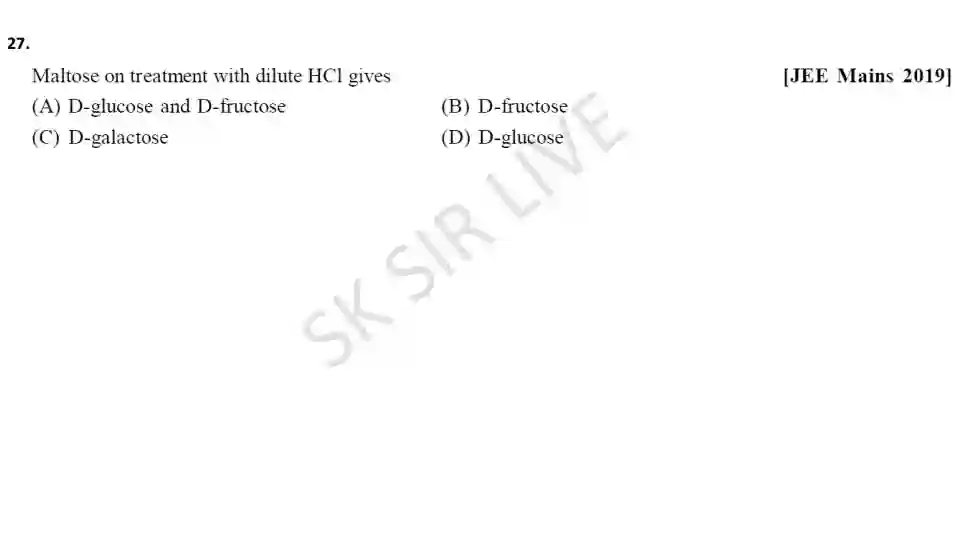 27.
Maltose on treatment with dilute HCl gives [JEE Mains 2019]
(A) D-glucose and D-fructose (B) D-fructose
(C) D-galactose (D) D-glucose
SK SIR LIVE